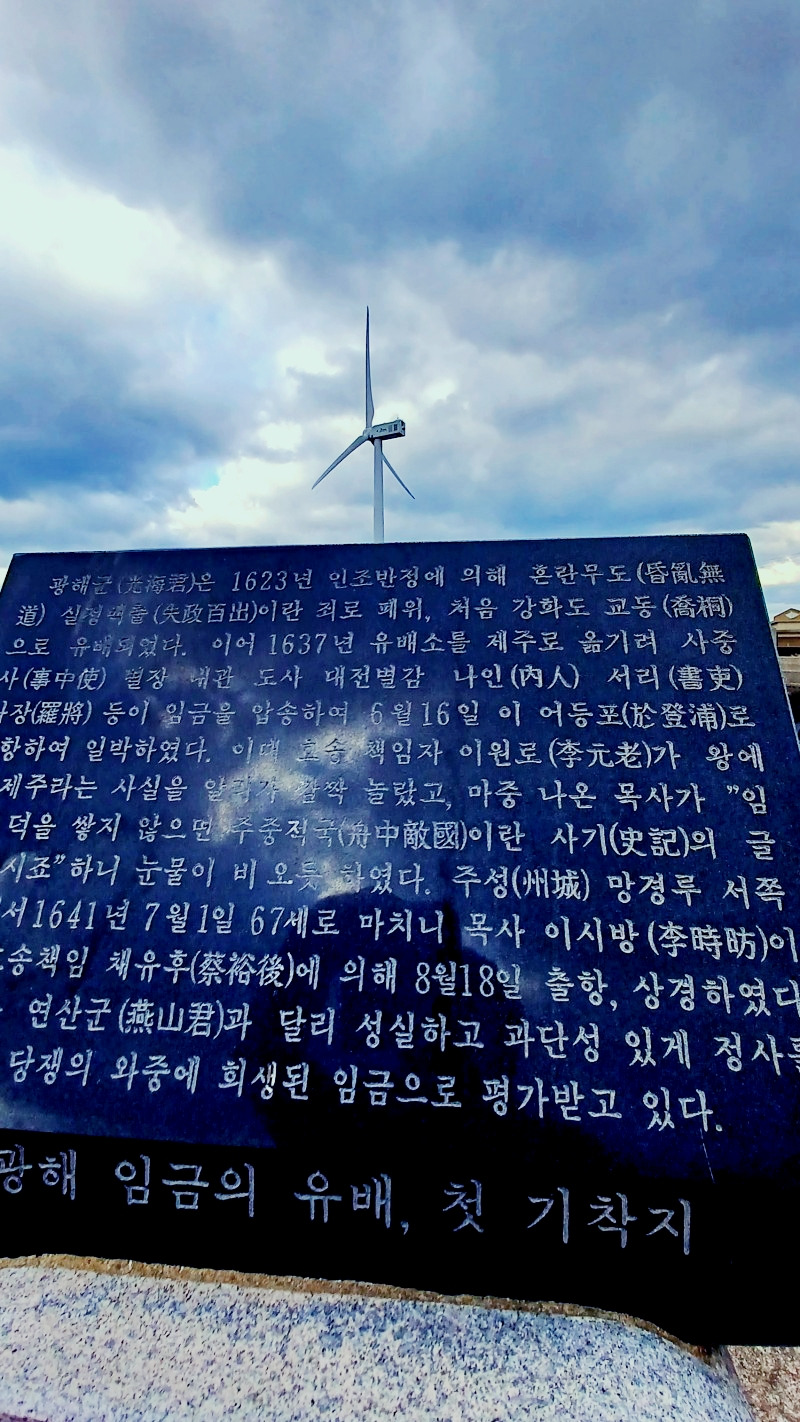 광해군(光海君)은 1623년 인조반정에 의해 혼란무도(昏亂無
道) 실정백출(失政百出)이란 죄로 폐위, 처음 강화도 교동(喬桐)
으로 유배되었다. 이어 1637년 유배소를 제주로 옮기려 사중
사(事中使) 별장 내관 도사 대전별감 나인(內人) 서리(書吏)
나장(羅將) 등이 임금을 압송하여 6월16일 이 어등포(於登浦)로
항하여 일박하였다. 이때 호송 책임자 이원로(李元老)가 왕에
제주라는 사실을 알리자 깜짝 놀랐고, 마중 나온 목사가 "임
덕을 쌓지 않으면 주중적국(舟中敵國)이란 사기(史記)의 글
시죠"하니 눈물이 비 오듯 하였다. 주성(州城) 망경루 서쪽
서 1641년 7월1일 67세로 마치니 목사 이시방(李時昉)이
송책임 채유후(蔡裕後)에 의해 8월18일 출항, 상경하였다
연산군(燕山君)과 달리 성실하고 과단성 있게 정사를
당쟁의 와중에 희생된 임금으로 평가받고 있다.
광해 임금의 유배, 첫 기착지